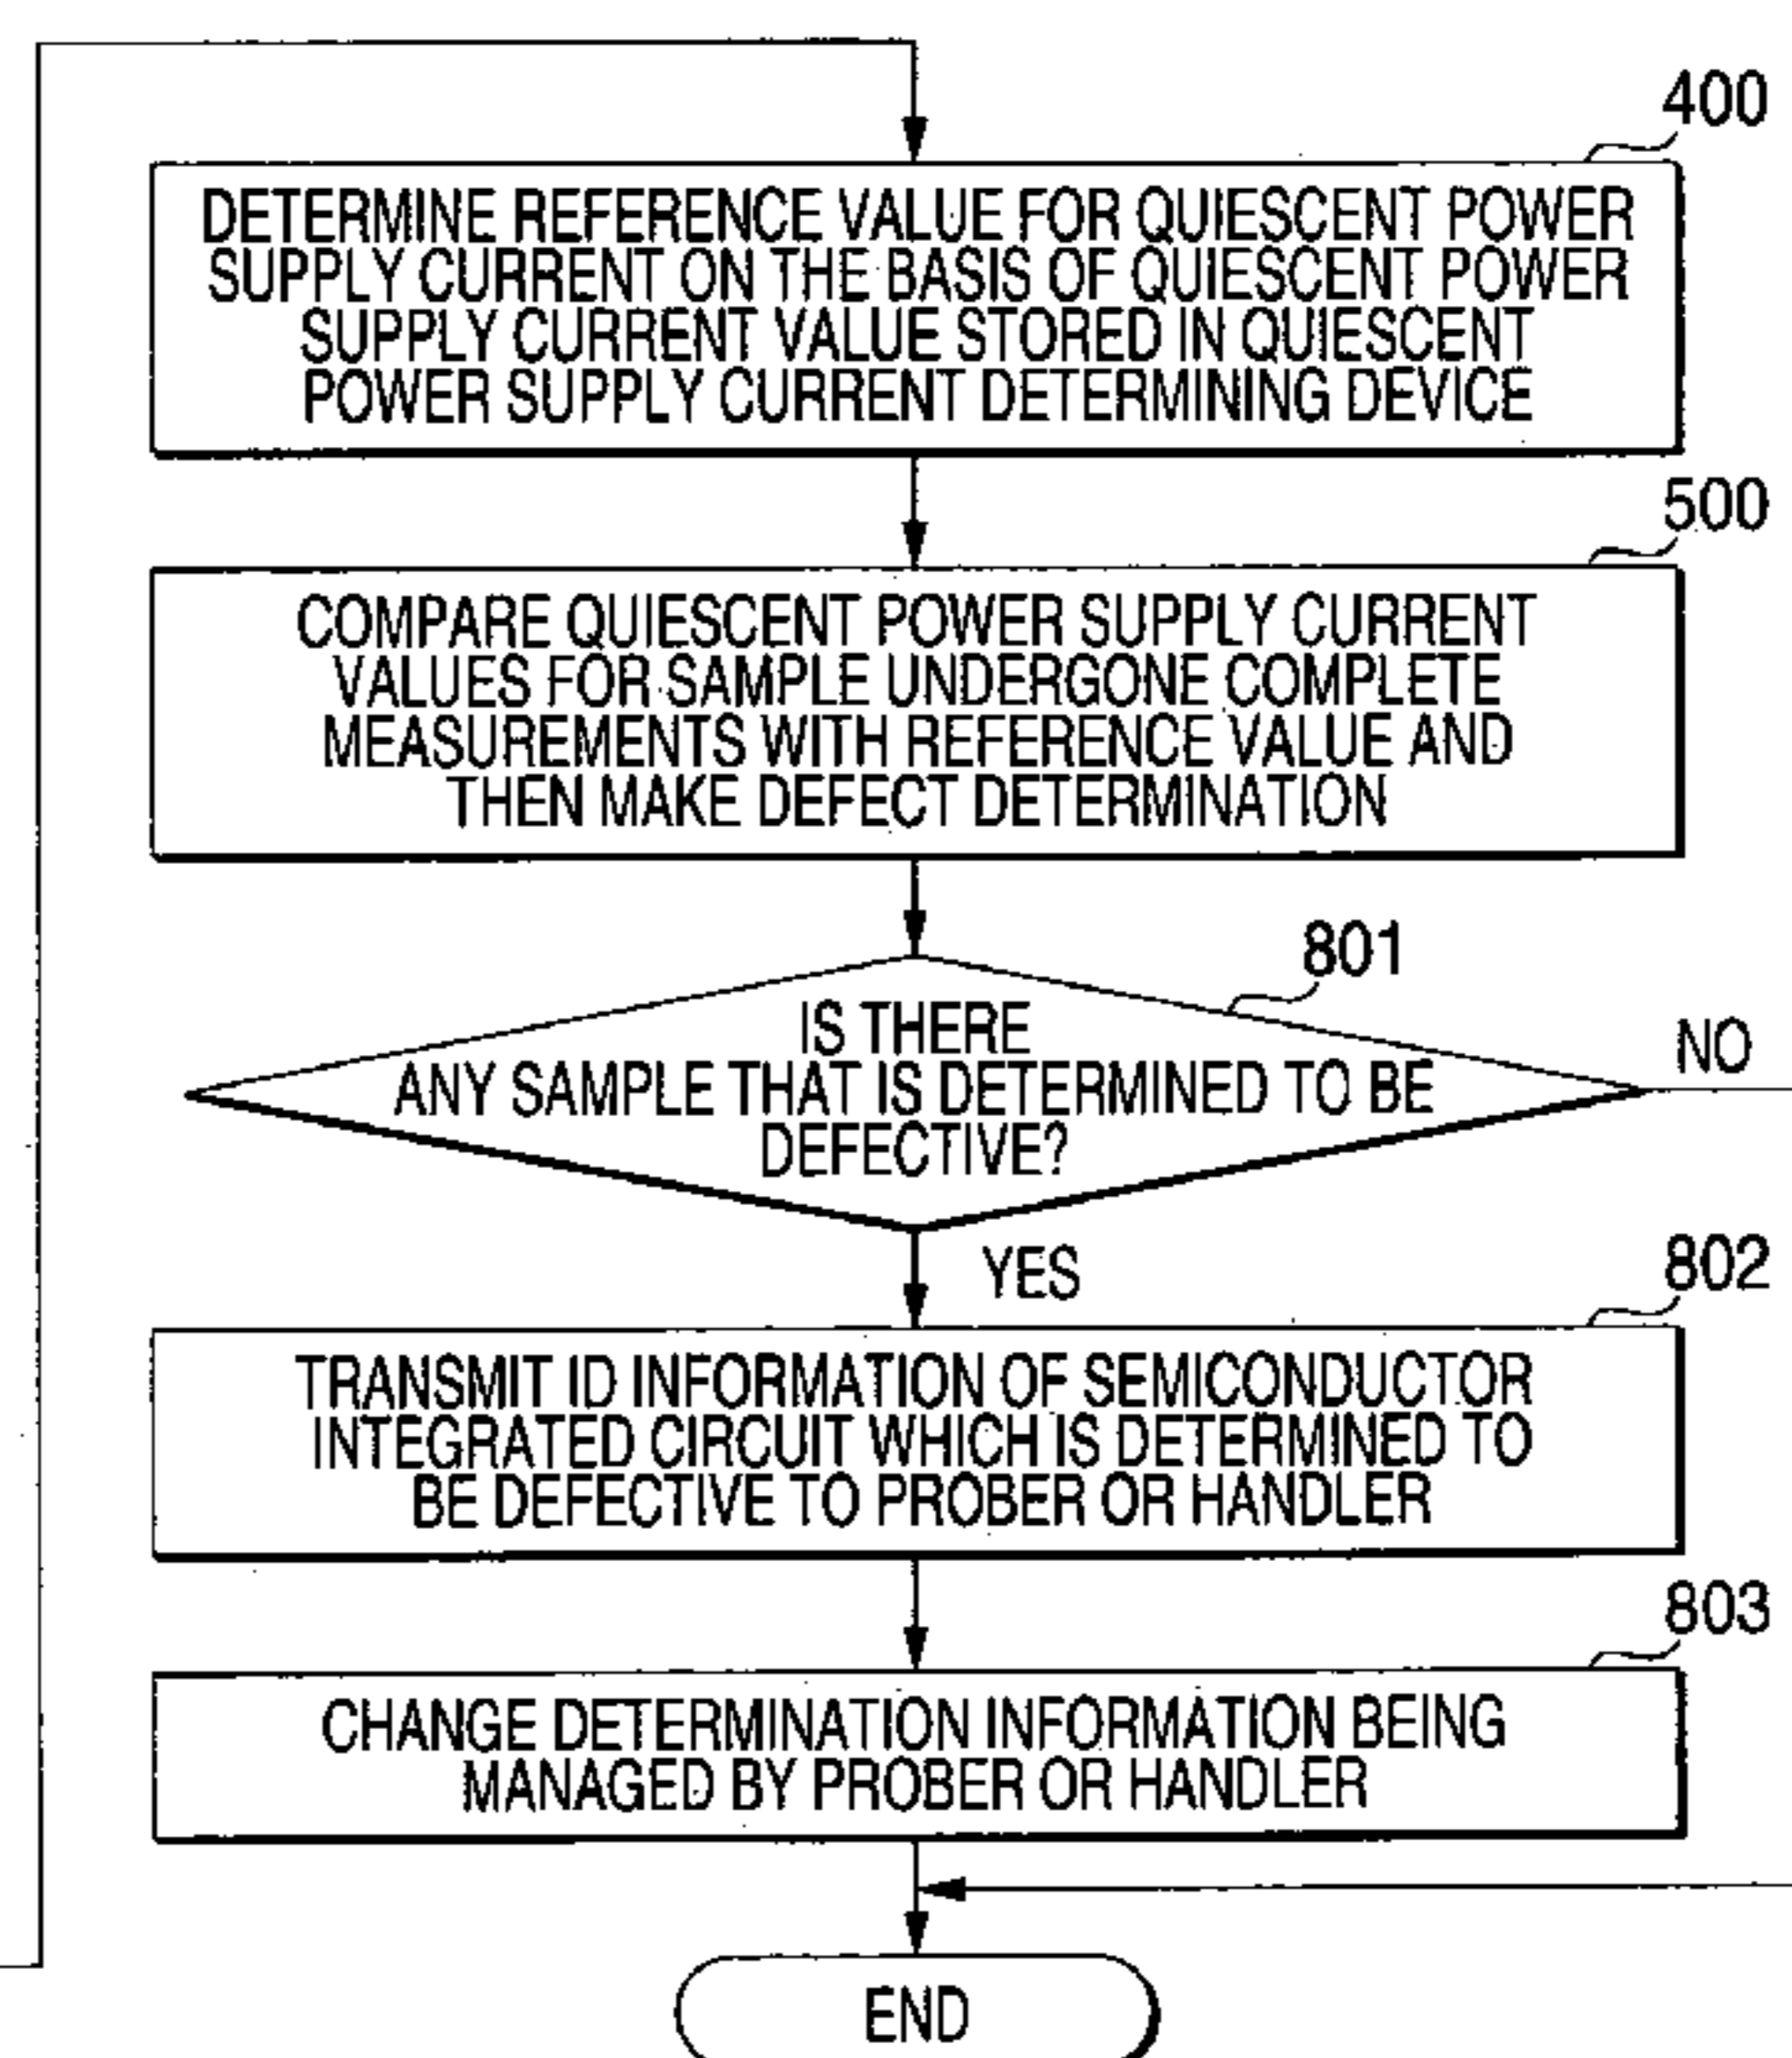 400
DETERMINE REFERENCE VALUE FOR QUIESCENT POWER
SUPPLY CURRENT ON THE BASIS OF QUIESCENT POWER
SUPPLY CURRENT VALUE STORED IN QUIESCENT
POWER SUPPLY CURRENT DETERMINING DEVICE
500
COMPARE QUIESCENT POWER SUPPLY CURRENT
VALUES FOR SAMPLE UNDERGONE COMPLETE
MEASUREMENTS WITH REFERENCE VALUE AND
THEN MAKE DEFECT DETERMINATION
801
IS THERE
ANY SAMPLE THAT IS DETERMINED TO BE
DEFECTIVE?
NO
YES
802
TRANSMIT ID INFORMATION OF SEMICONDUCTOR
INTEGRATED CIRCUIT WHICH IS DETERMINED TO
BE DEFECTIVE TO PROBER OR HANDLER
803
CHANGE DETERMINATION INFORMATION BEING
MANAGED BY PROBER OR HANDLER
END